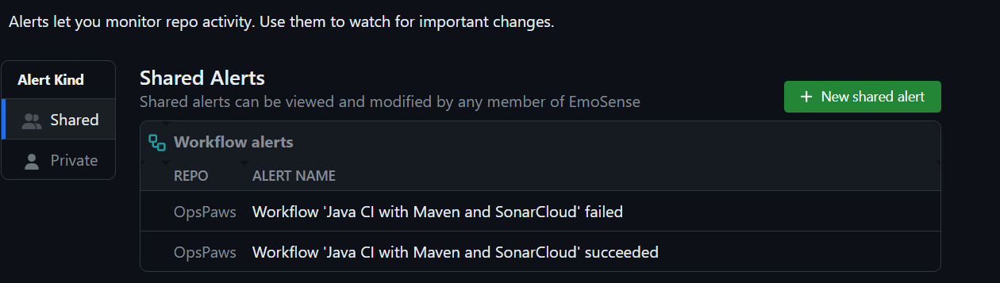 Alerts let you monitor repo activity. Use them to watch for important changes.
Alert Kind
Shared
Private
Shared Alerts
Shared alerts can be viewed and modified by any member of EmoSense
+ New shared alert
Workflow alerts
REPO ALERT NAME
OpsPaws Workflow 'Java CI with Maven and SonarCloud' failed
OpsPaws Workflow 'Java CI with Maven and SonarCloud' succeeded